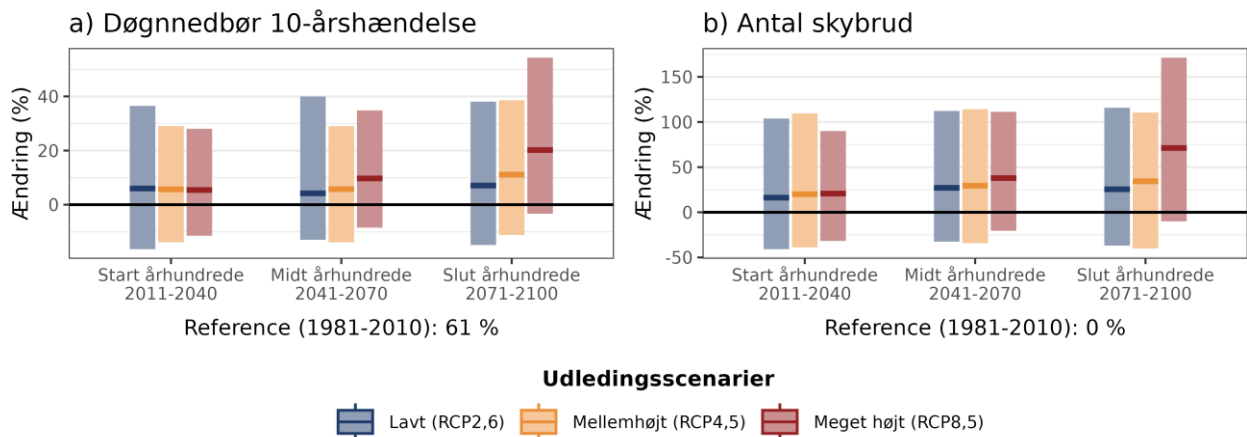 a) Døgnnedbør 10-årshændelse
b) Antal skybrud
Ændring (%)
40
20
0
Start århundrede
2011-2040
Midt århundrede
2041-2070
Slut århundrede
2071-2100
Reference (1981-2010): 61 %
Ændring (%)
150
100
50
0
-50
Start århundrede
2011-2040
Midt århundrede
2041-2070
Slut århundrede
2071-2100
Reference (1981-2010): 0 %
Udledingsscenarier
Lavt (RCP2,6)
Mellemhøjt (RCP4,5)
Meget højt (RCP8,5)